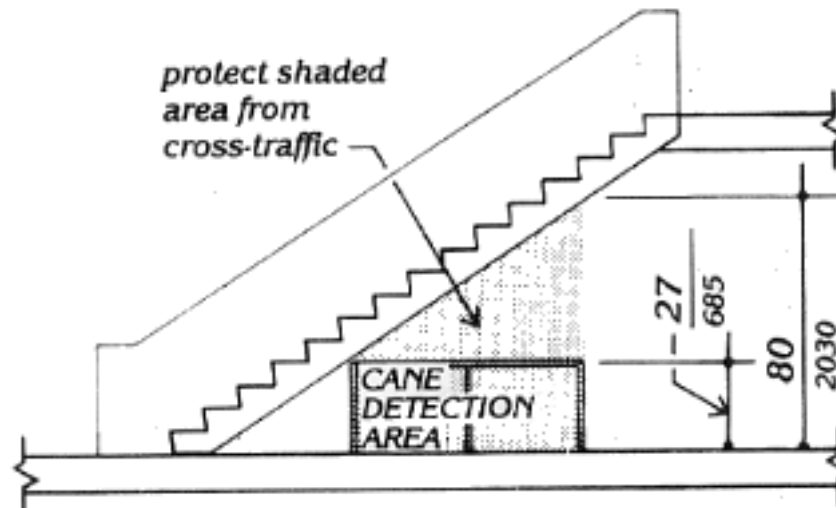 protect shaded
area from
cross-traffic
CANE
DETECTION
AREA
27
685
80
2030